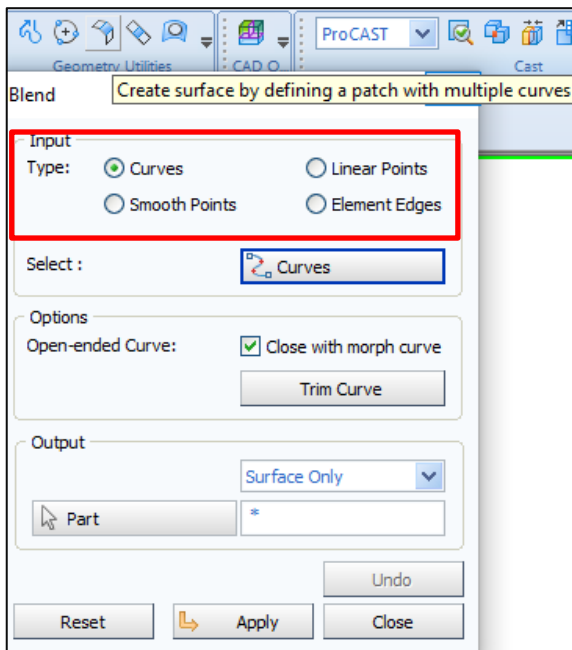 ProCAST
Geometry Utilities CAD O Cast
Blend Create surface by defining a patch with multiple curves
Input
Type: Curves Linear Points
Smooth Points Element Edges
Select : Curves
Options
Open-ended Curve: Close with morph curve
Trim Curve
Output
Surface Only
Part *
Undo
Reset Apply Close